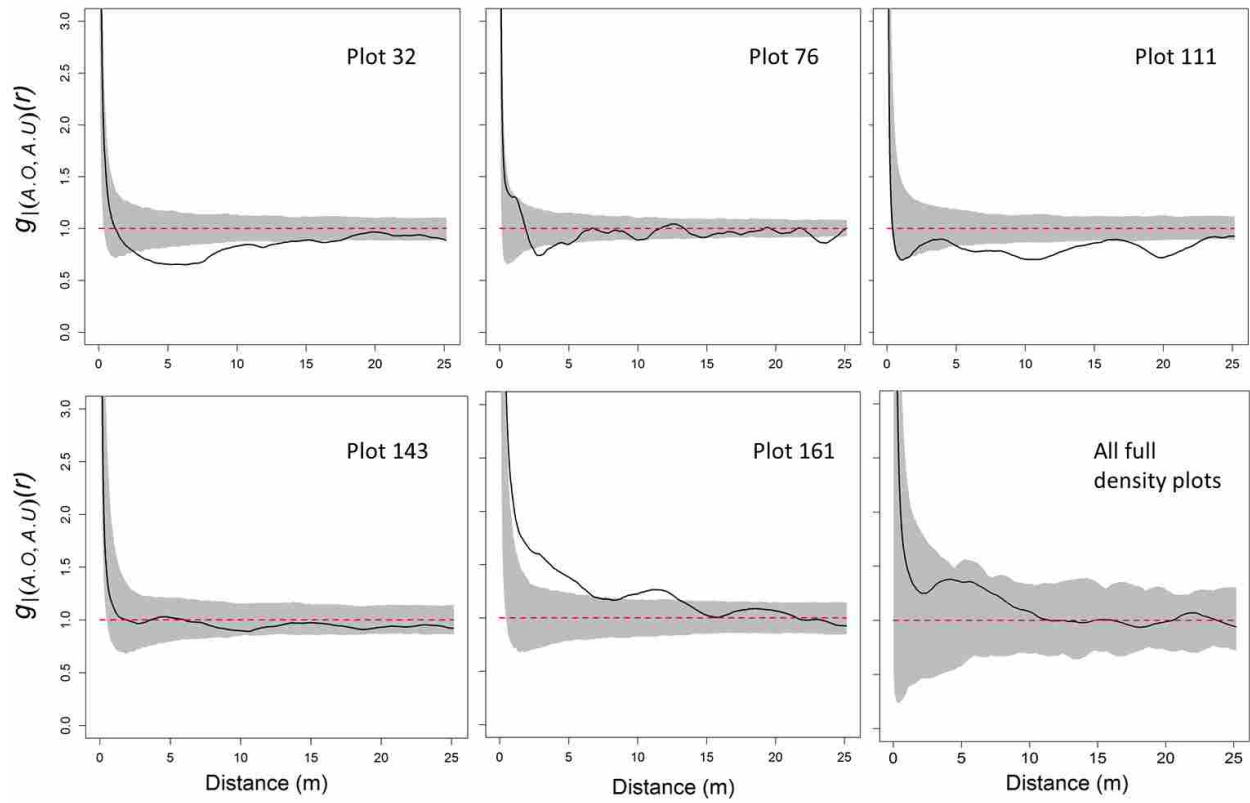 g|(A.O, A.U)(r)
3.0
2.5
2.0
1.5
1.0
0.5
0.0
Plot 32
Plot 76
Plot 111
0 5 10 15 20 25
0 5 10 15 20 25
0 5 10 15 20 25
g|(A.O, A.U)(r)
3.0
2.5
2.0
1.5
1.0
0.5
0.0
Plot 143
Plot 161
All full
density plots
0 5 10 15 20 25
0 5 10 15 20 25
0 5 10 15 20 25
Distance (m)
Distance (m)
Distance (m)